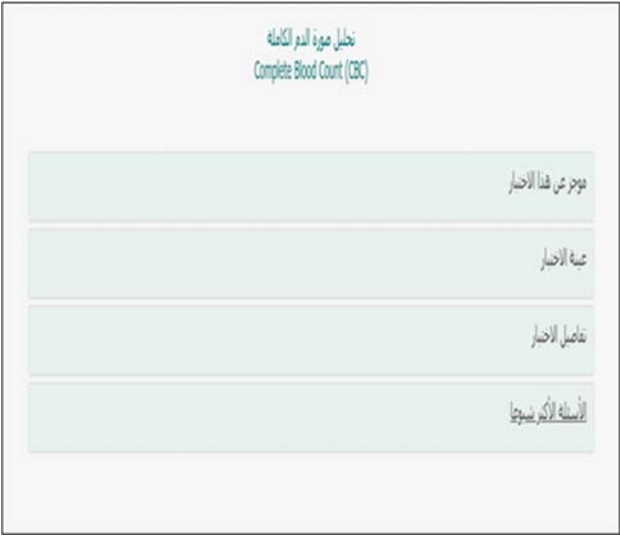 تحليل صورة الدم الكاملة
Complete Blood Count (CBC)
موجز عن هذا الاختبار
عينة الاختبار
تفاصيل الاختبار
الأسئلة الأكثر شيوعا